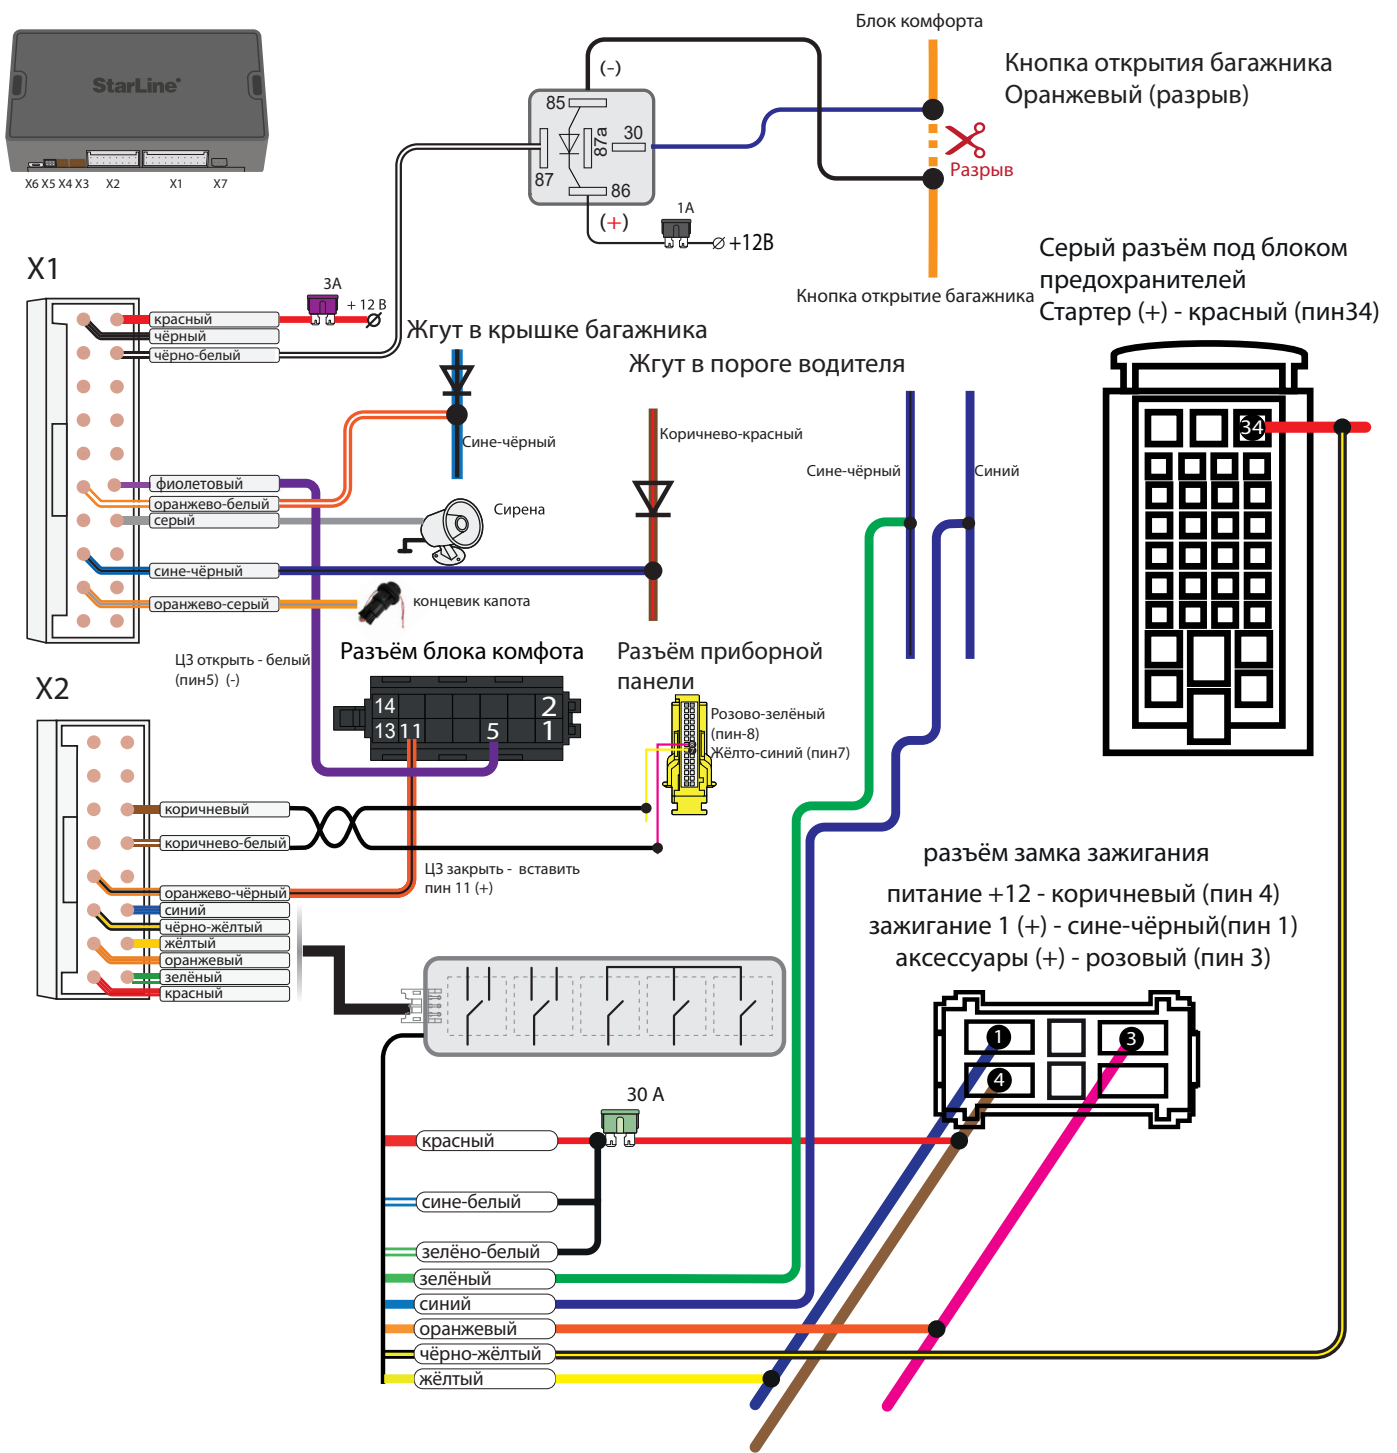 StarLine
X6 X5 X4 X3 X2 X1 X7
Блок комфорта
Кнопка открытия багажника
Оранжевый (разрыв)
(-)
85
30
87a
87
86
(+)
1A
+12В
Разрыв
Кнопка открытие багажника
Серый разъём под блоком
предохранителей
Стартер (+) - красный (пин34)
34
X1
3A
+ 12 В
красный
чёрный
чёрно-белый
фиолетовый
оранжево-белый
серый
сине-чёрный
оранжево-серый
Жгут в крышке багажника
Сине-чёрный
Сирена
концевик капота
Жгут в пороге водителя
Коричнево-красный
Сине-чёрный
Синий
ЦЗ открыть - белый
(пин5) (-)
Разъём блока комфота
14
2
13
11
5
1
Разъём приборной
панели
Розово-зелёный
(пин-8)
Жёлто-синий (пин7)
X2
коричневый
коричнево-белый
оранжево-чёрный
синий
чёрно-жёлтый
жёлтый
оранжевый
зелёный
красный
ЦЗ закрыть - вставить
пин 11 (+)
разъём замка зажигания
питание +12 - коричневый (пин 4)
зажигание 1 (+) - сине-чёрный(пин 1)
аксессуары (+) - розовый (пин 3)
1
3
4
30 A
красный
сине-белый
зелёно-белый
зелёный
синий
оранжевый
чёрно-жёлтый
жёлтый